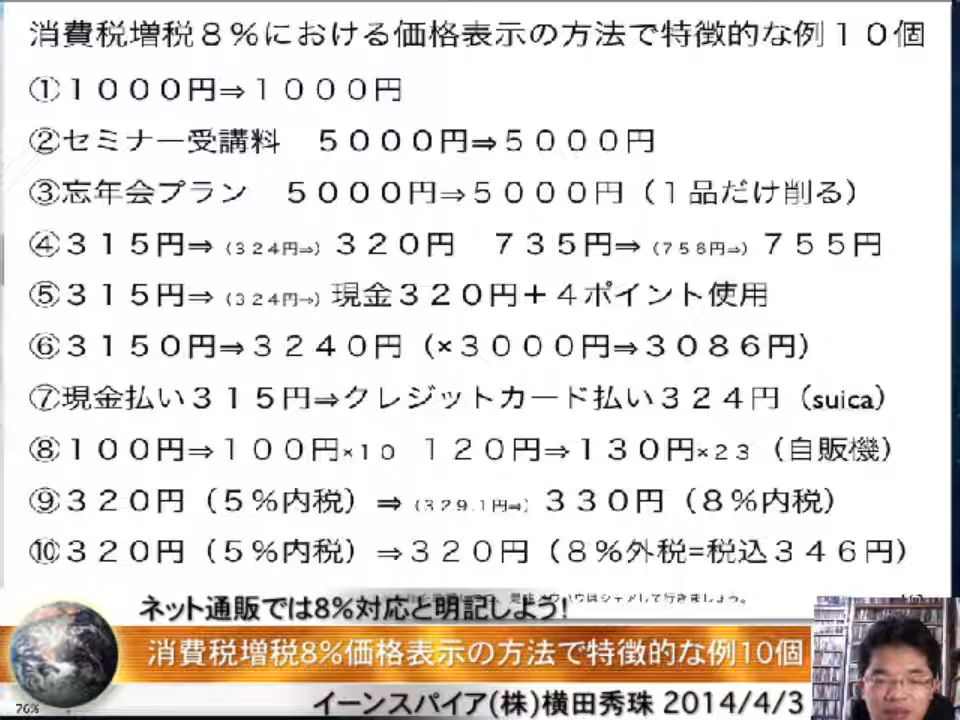 消費税増税８％における価格表示の方法で特徴的な例１０個
①１０００円⇒１０００円
②セミナー受講料　５０００円⇒５０００円
③忘年会プラン　５０００円⇒５０００円（１品だけ削る）
④３１５円⇒（３２４円⇒）３２０円　７３５円⇒（７５６円⇒）７５５円
⑤３１５円⇒（３２４円⇒）現金３２０円＋４ポイント使用
⑥３１５０円⇒３２４０円（×３０００円⇒３０８６円）
⑦現金払い３１５円⇒クレジットカード払い３２４円（suica）
⑧１００円⇒１００円×１０　１２０円⇒１３０円×２３（自販機）
⑨３２０円（５％内税）⇒（３２９.１円⇒）３３０円（８％内税）
⑩３２０円（５％内税）⇒３２０円（８％外税=税込３４６円）
はシェアして行きましょう。
ネット通販では8%対応と明記しよう!
消費税増税8%価格表示の方法で特徴的な例10個
イーンスパイア(株)横田秀珠 2014/4/3
76%